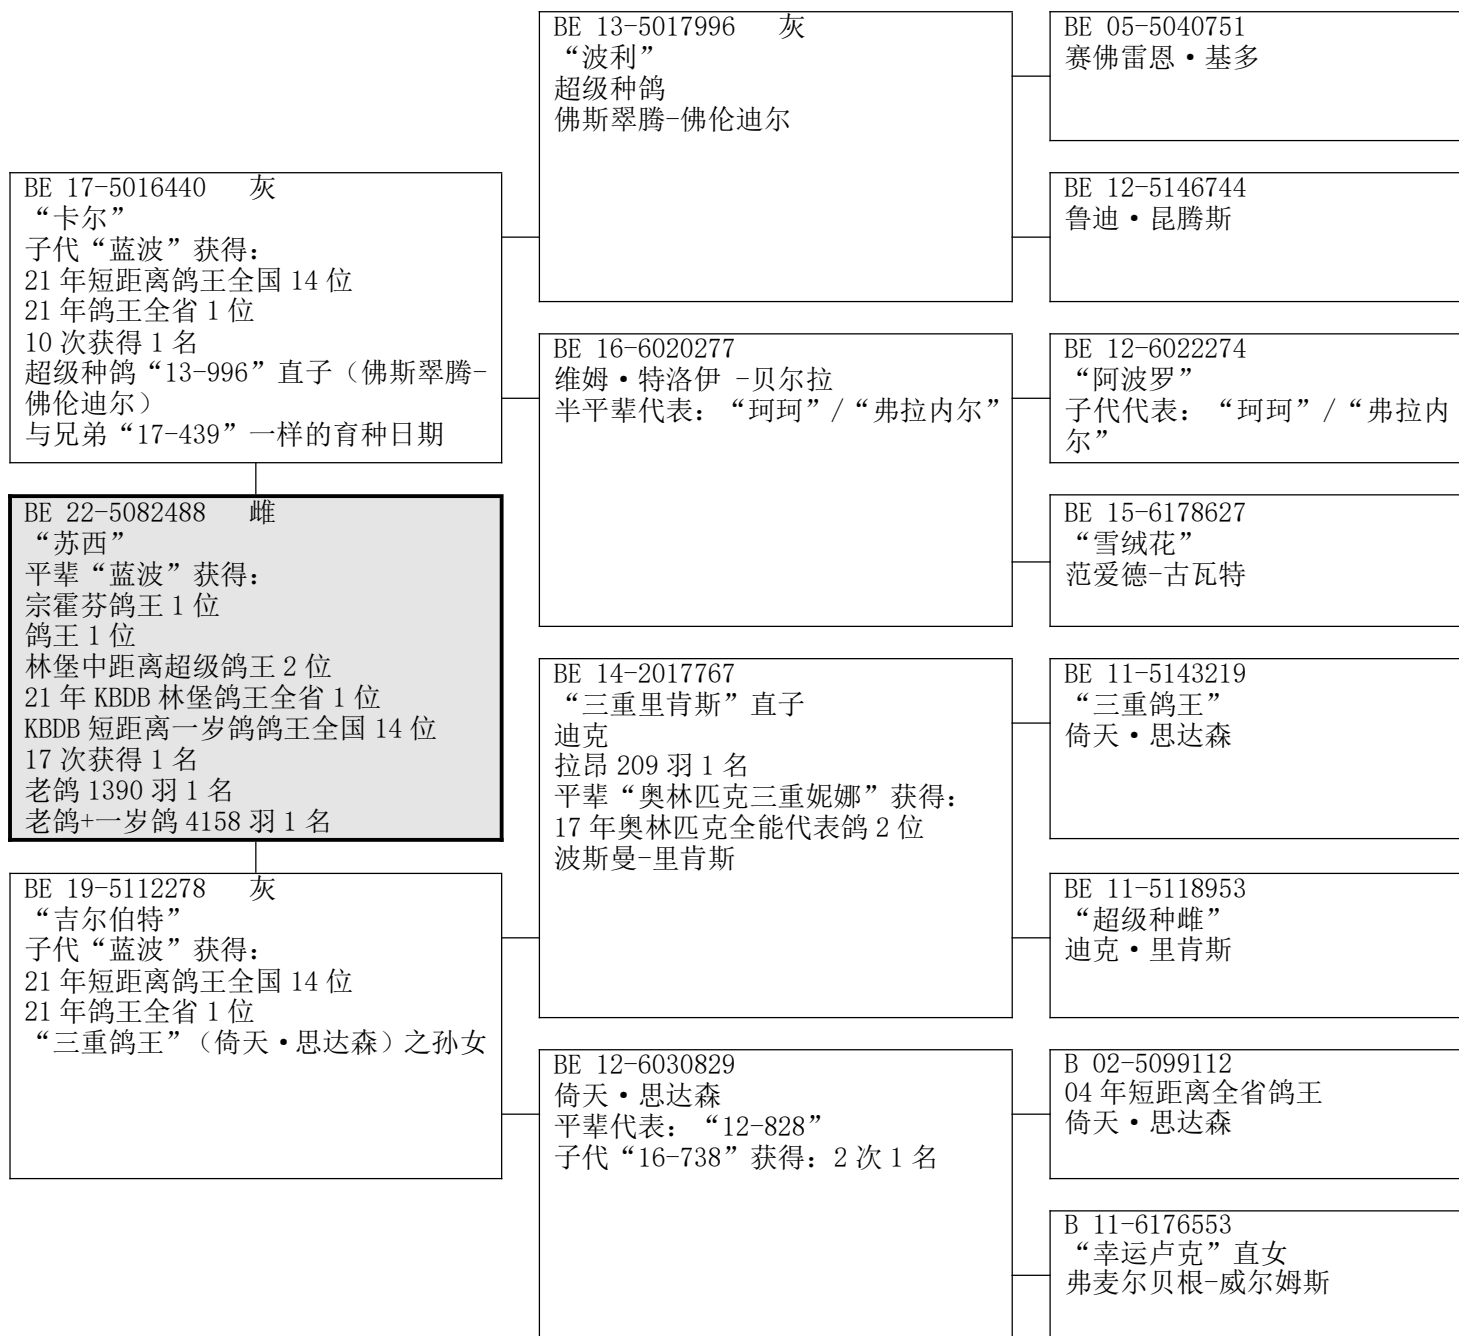 BE 13-5017996 灰
“波利”
超级种鸽
佛斯翠腾-佛伦迪尔
BE 05-5040751
赛佛雷恩·基多
BE 12-5146744
鲁迪·昆腾斯
BE 17-5016440 灰
“卡尔”
子代“蓝波”获得：
21 年短距离鸽王全国 14 位
21 年鸽王全省 1 位
10 次获得 1 名
超级种鸽“13-996”直子（佛斯翠腾-
佛伦迪尔）
与兄弟“17-439”一样的育种日期
BE 16-6020277
维姆·特洛伊 -贝尔拉
半平辈代表：“珂珂”/“弗拉内尔”
BE 12-6022274
“阿波罗”
子代代表：“珂珂”/“弗拉内
尔”
BE 15-6178627
“雪绒花”
范爱德-古瓦特
BE 22-5082488 雌
“苏西”
平辈“蓝波”获得：
宗霍芬鸽王 1 位
鸽王 1 位
林堡中距离超级鸽王 2 位
21 年 KBDB 林堡鸽王全省 1 位
KBDB 短距离一岁鸽鸽王全国 14 位
17 次获得 1 名
老鸽 1390 羽 1 名
老鸽+一岁鸽 4158 羽 1 名
BE 14-2017767
“三重里肯斯”直子
迪克
拉昂 209 羽 1 名
平辈“奥林匹克三重妮娜”获得：
17 年奥林匹克全能代表鸽 2 位
波斯曼-里肯斯
BE 11-5143219
“三重鸽王”
倚天·思达森
BE 11-5118953
“超级种雌”
迪克·里肯斯
BE 19-5112278 灰
“吉尔伯特”
子代“蓝波”获得：
21 年短距离鸽王全国 14 位
21 年鸽王全省 1 位
“三重鸽王”（倚天·思达森）之孙女
BE 12-6030829
倚天·思达森
平辈代表：“12-828”
子代“16-738”获得：2 次 1 名
B 02-5099112
04 年短距离全省鸽王
倚天·思达森
B 11-6176553
“幸运卢克”直女
弗麦尔贝根-威尔姆斯